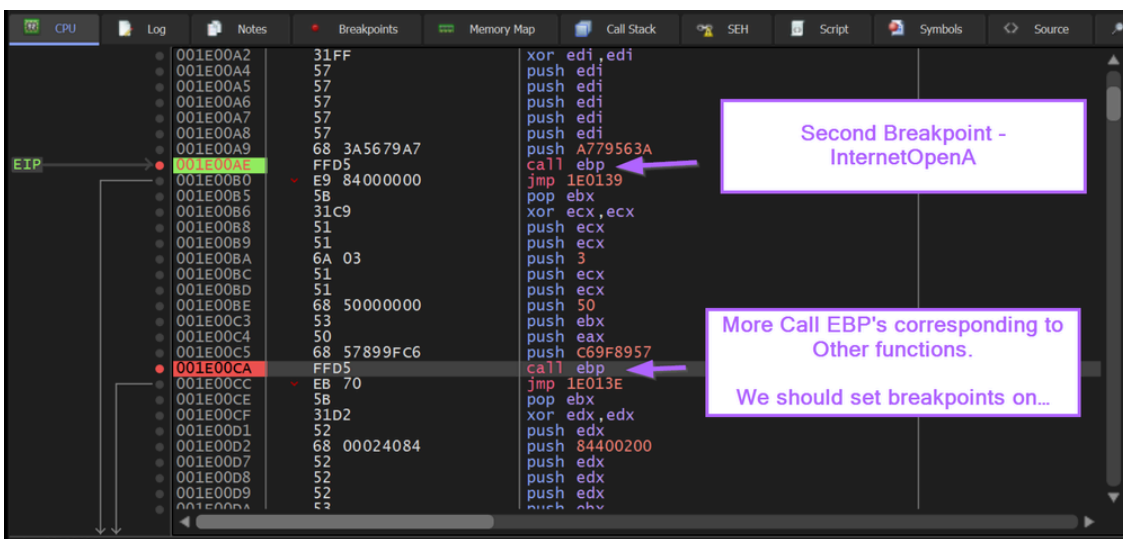 CPU Log Notes Breakpoints Memory Map Call Stack SEH Script Symbols Source
001E00A2 31FF xor edi,edi
001E00A4 57 push edi
001E00A5 57 push edi
001E00A6 57 push edi
001E00A7 57 push edi
001E00A8 57 push edi
001E00A9 68 3A5679A7 push A779563A
EIP 001E00AE FFD5 call ebp
001E00B0 E9 84000000 jmp 1E0139
001E00B5 5B pop ebx
001E00B6 31C9 xor ecx,ecx
001E00B8 51 push ecx
001E00B9 51 push ecx
001E00BA 6A 03 push 3
001E00BC 51 push ecx
001E00BD 51 push ecx
001E00BE 68 50000000 push 50
001E00C3 53 push ebx
001E00C4 50 push eax
001E00C5 68 57899FC6 push C69F8957
001E00CA FFD5 call ebp
001E00CC EB 70 jmp 1E013E
001E00CE 5B pop ebx
001E00CF 31D2 xor edx,edx
001E00D1 52 push edx
001E00D2 68 00024084 push 84400200
001E00D7 52 push edx
001E00D8 52 push edx
001E00D9 52 push edx
001E00DA 53 push ebx
Second Breakpoint -
InternetOpenA
More Call EBP's corresponding to
Other functions.
We should set breakpoints on...